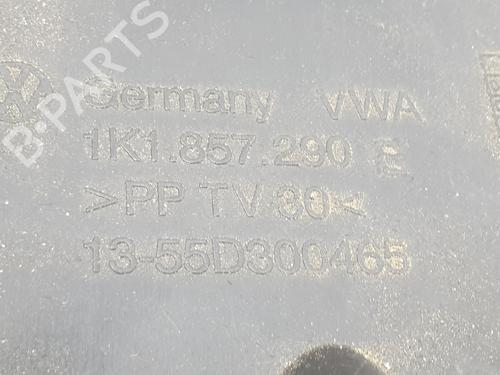 B-PARTS
Germany VWA
1K1.857.290
>PP TV 30<
13-55D300465